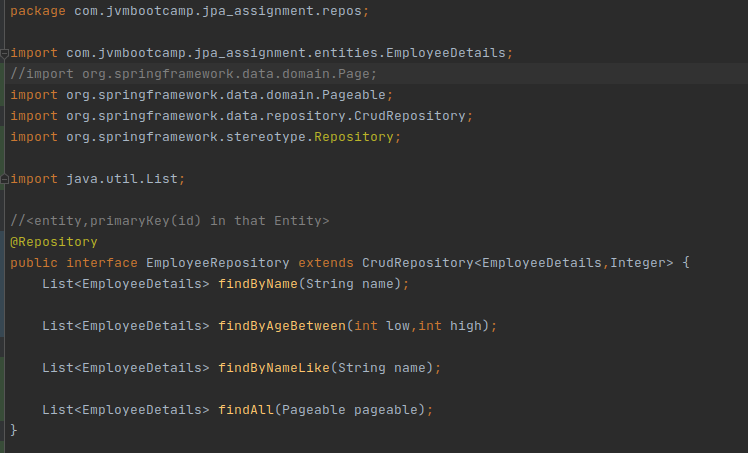 package com.jvmbootcamp.jpa_assignment.repos;
import com.jvmbootcamp.jpa_assignment.entities.EmployeeDetails;
//import org.springframework.data.domain.Page;
import org.springframework.data.domain.Pageable;
import org.springframework.data.repository.CrudRepository;
import org.springframework.stereotype.Repository;
import java.util.List;
//<entity,primaryKey(id) in that Entity>
@Repository
public interface EmployeeRepository extends CrudRepository<EmployeeDetails,Integer> {
List<EmployeeDetails> findByName(String name);
List<EmployeeDetails> findByAgeBetween(int low,int high);
List<EmployeeDetails> findByNameLike(String name);
List<EmployeeDetails> findAll(Pageable pageable);
}